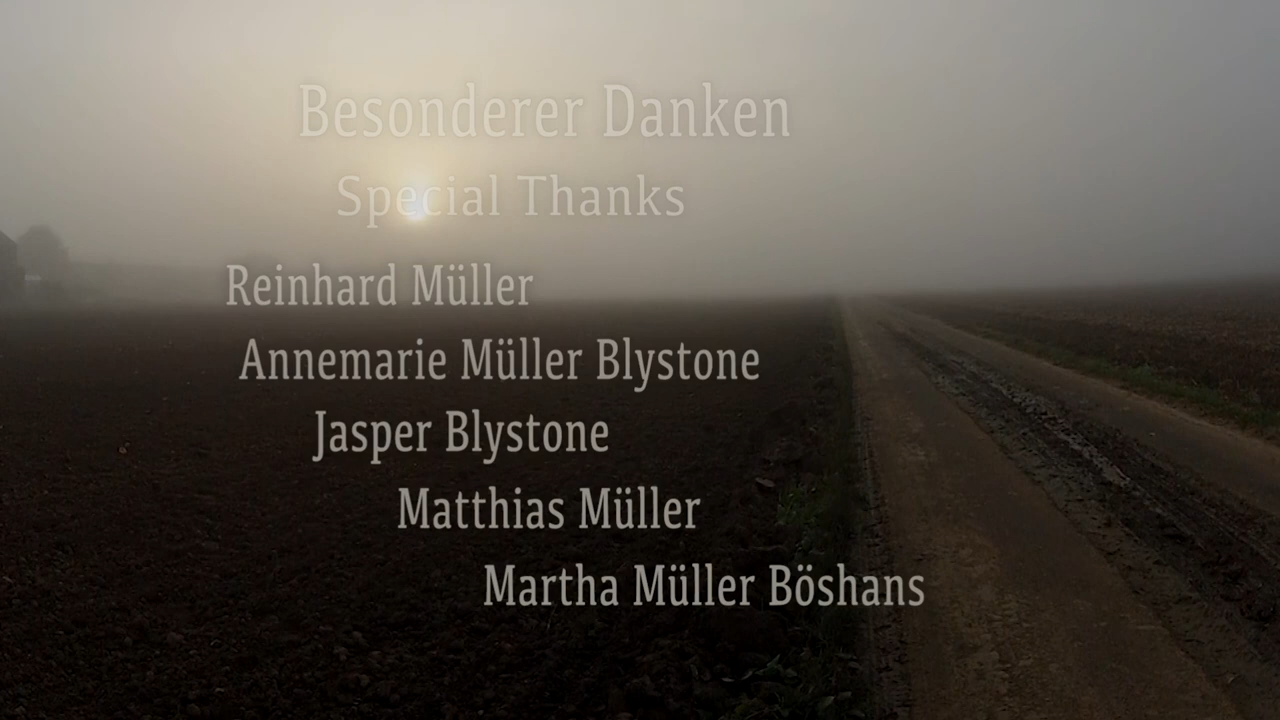 Besonderer Danken
Special Thanks
Reinhard Müller
Annemarie Müller Blystone
Jasper Blystone
Matthias Müller
Martha Müller Böshans